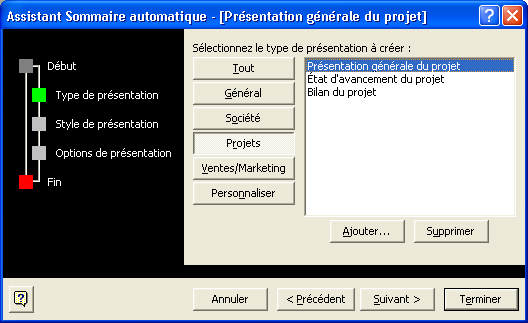 Assistant Sommaire automatique - [Présentation générale du projet]
Début
Type de présentation
Style de présentation
Options de présentation
Fin
Sélectionnez le type de présentation à créer :
Tout
Général
Société
Projets
Ventes/Marketing
Personnaliser
Présentation générale du projet
État d'avancement du projet
Bilan du projet
Ajouter...
Supprimer
Annuler
< Précédent
Suivant >
Terminer